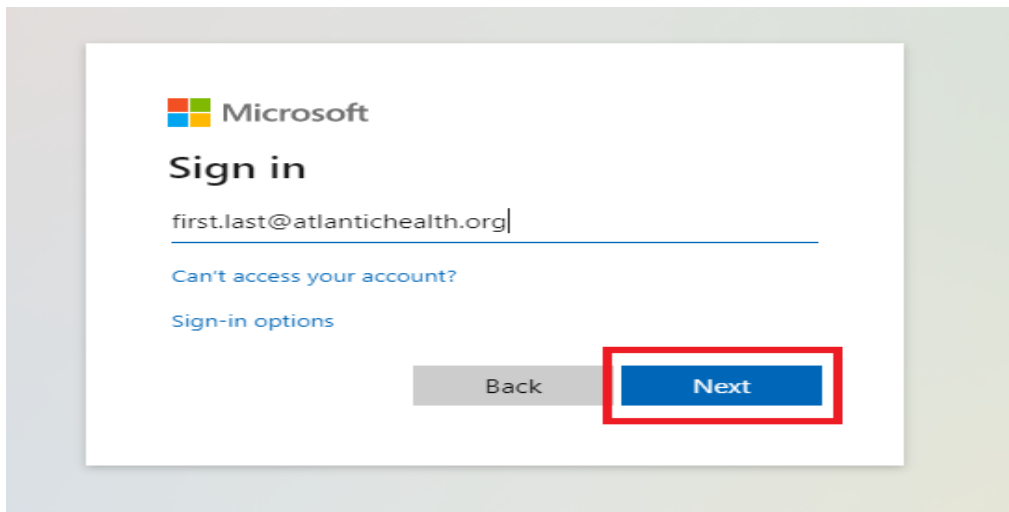 Microsoft
Sign in
first.last@atlantichealth.org
Can't access your account?
Sign-in options
Back Next